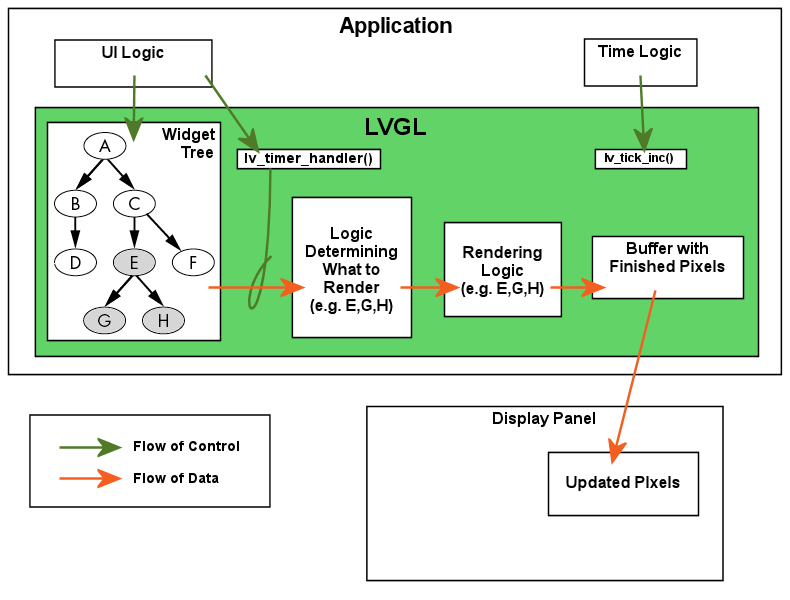 Application
UI Logic
Time Logic
LVGL
Widget
Tree
lv_timer_handler()
lv_tick_inc()
A
B
C
D
E
F
G
H
Logic
Determining
What to
Render
(e.g. E,G,H)
Rendering
Logic
(e.g. E,G,H)
Buffer with
Finished Pixels
Flow of Control
Flow of Data
Display Panel
Updated PIxels